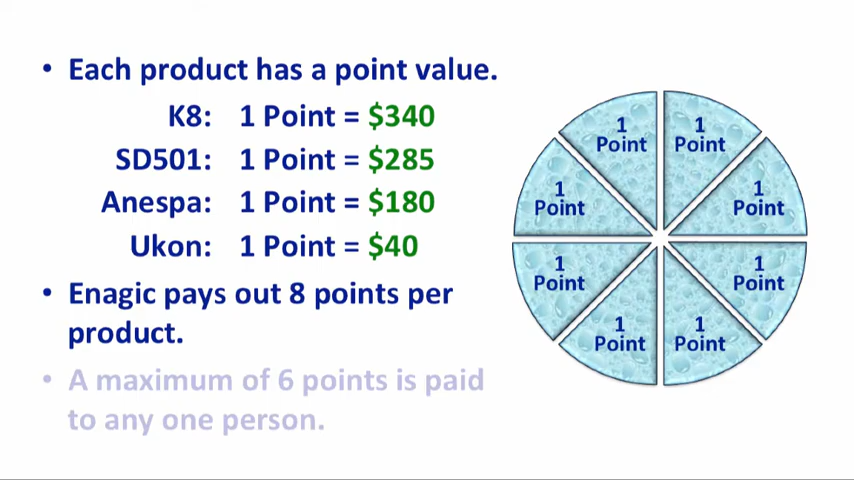 • Each product has a point value.
K8: 1 Point = $340
SD501: 1 Point = $285
Anespa: 1 Point = $180
Ukon: 1 Point = $40
• Enagic pays out 8 points per
product.
• A maximum of 6 points is paid
to any one person.
1
Point
1
Point
1
Point
1
Point
1
Point
1
Point
1
Point
1
Point